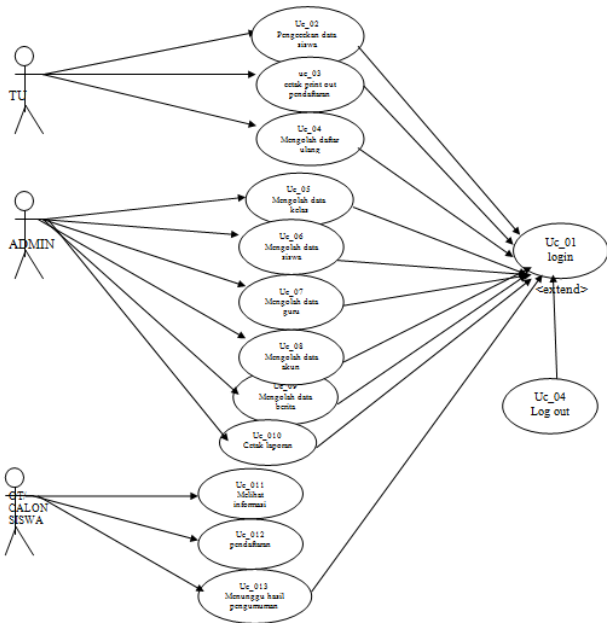 Uc_02
Pengecekan data
siswa
TU
uc_03
cetak print out
pendaftaran
Uc_04
Mengolah daftar
ulang
Uc_05
Mengolah data
kelas
ADMIN
Uc_06
Mengolah data
siswa
Uc_01
login
<extend>
Uc_07
Mengolah data
guru
Uc_08
Mengolah data
akun
Uc_09
Mengolah data
berita
Uc_04
Log out
Uc_010
Cetak laporan
CALON
SISWA
Uc_011
Melihat
informasi
Uc_012
pendaftaran
Uc_013
Menunggu hasil
pengumuman